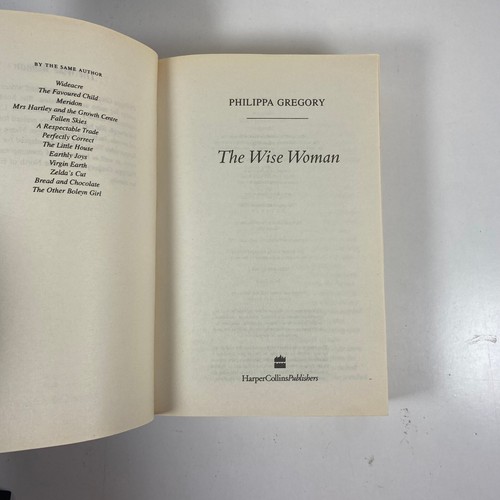 BY THE SAME AUTHOR
Wideacre
The Favoured Child
Meridon
Mrs Hartley and the Growth Centre
Fallen Skies
A Respectable Trade
Perfectly Correct
The Little House
Earthly Joys
Virgin Earth
Zelda's Cut
Bread and Chocolate
The Other Boleyn Girl
PHILIPPA GREGORY
The Wise Woman
HarperCollinsPublishers